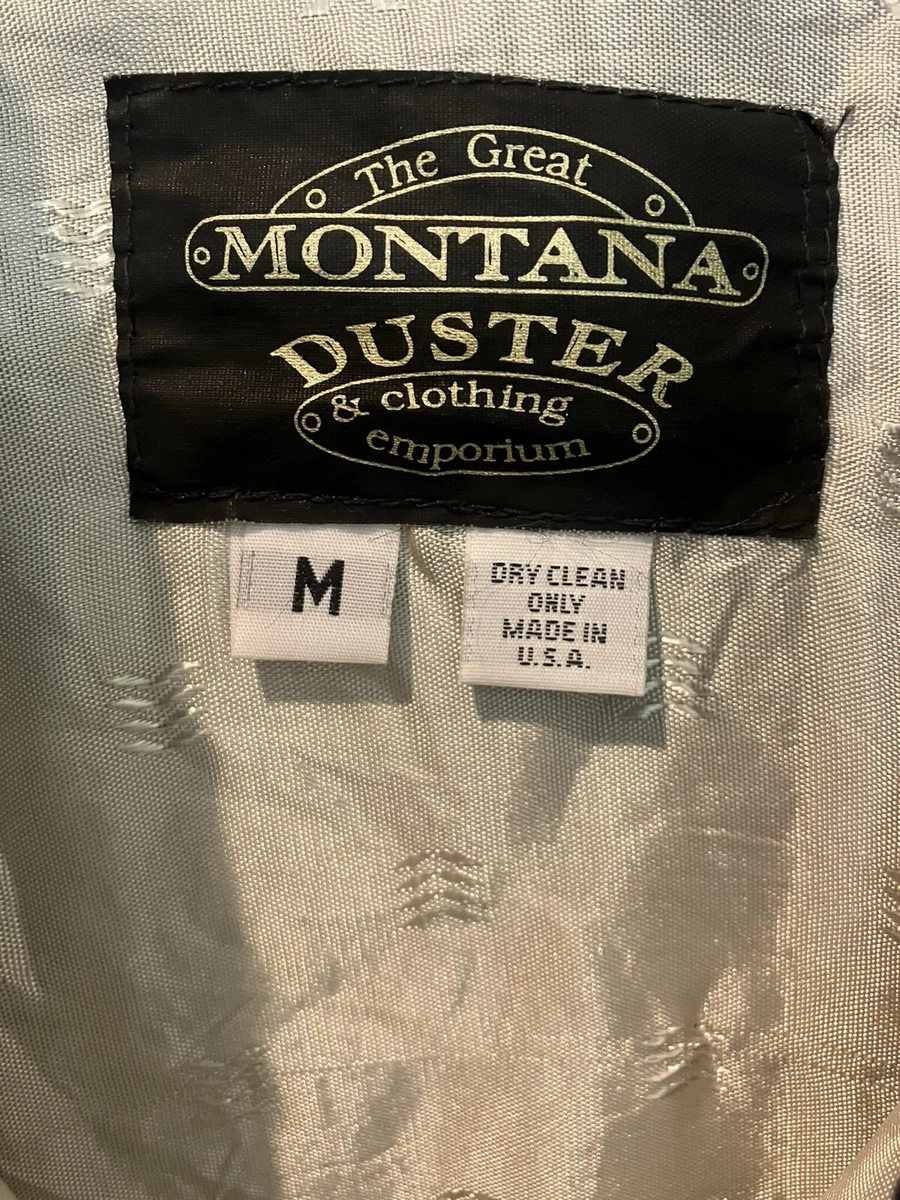 The Great
MONTANA
DUSTER
& clothing
emporium
M
DRY CLEAN
ONLY
MADE IN
U.S.A.